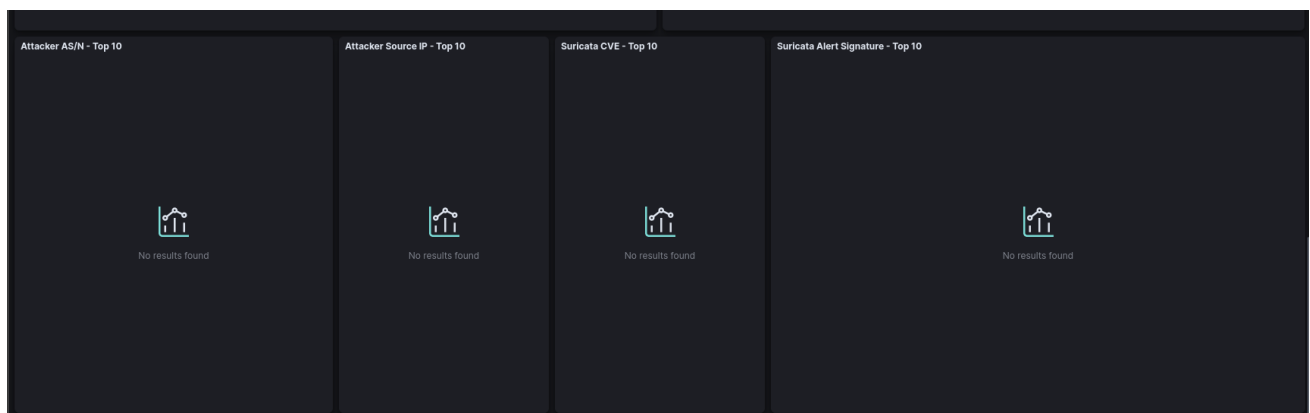 Attacker AS/N - Top 10
Attacker Source IP - Top 10
Suricata CVE - Top 10
Suricata Alert Signature - Top 10
No results found
No results found
No results found
No results found